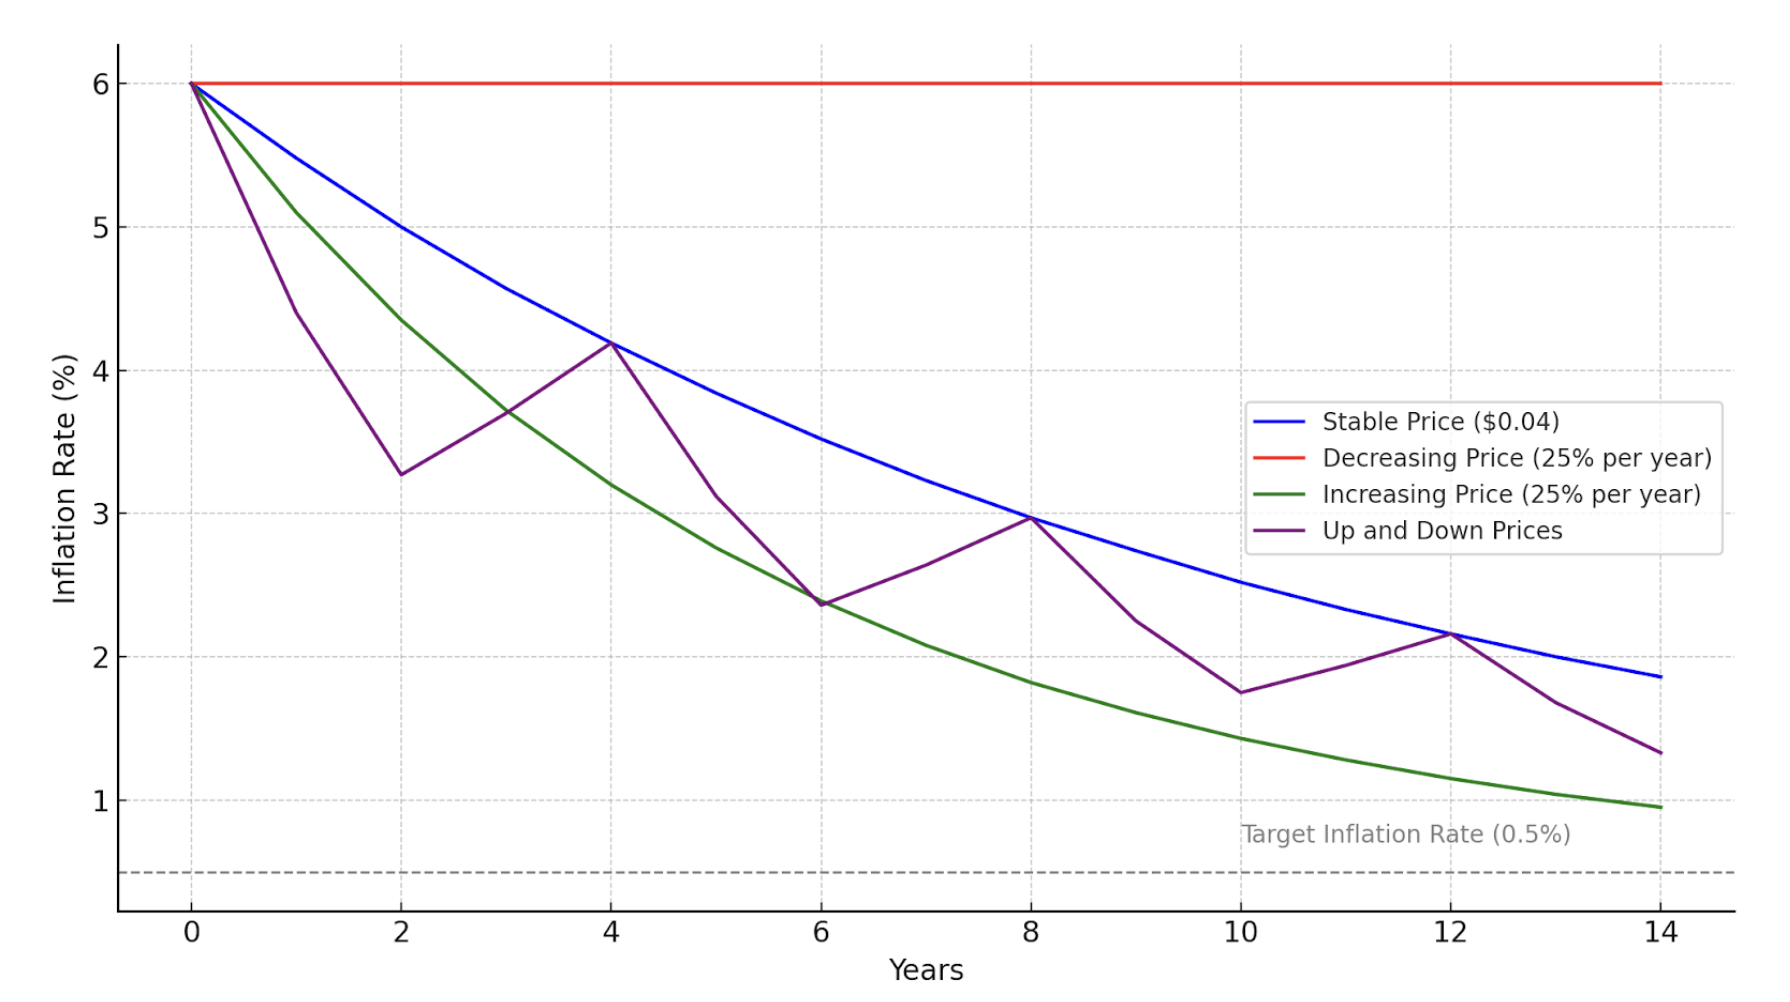 6
5
4
3
2
1
Inflation Rate (%)
Stable Price ($0.04)
Decreasing Price (25% per year)
Increasing Price (25% per year)
Up and Down Prices
Target Inflation Rate (0.5%)
0 2 4 6 8 10 12 14
Years